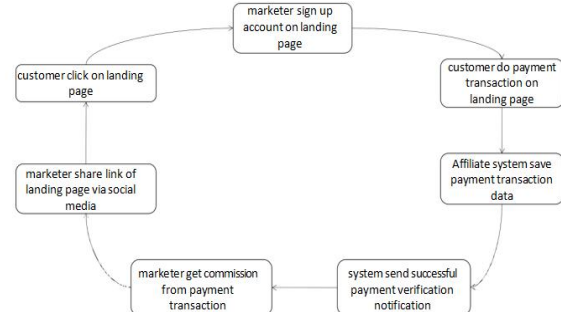 marketer sign up
account on landing
page
customer do payment
transaction on
landing page
Affiliate system save
payment transaction
data
system send successful
payment verification
notification
marketer get commission
from payment
transaction
marketer share link of
landing page via social
media
customer click on landing
page